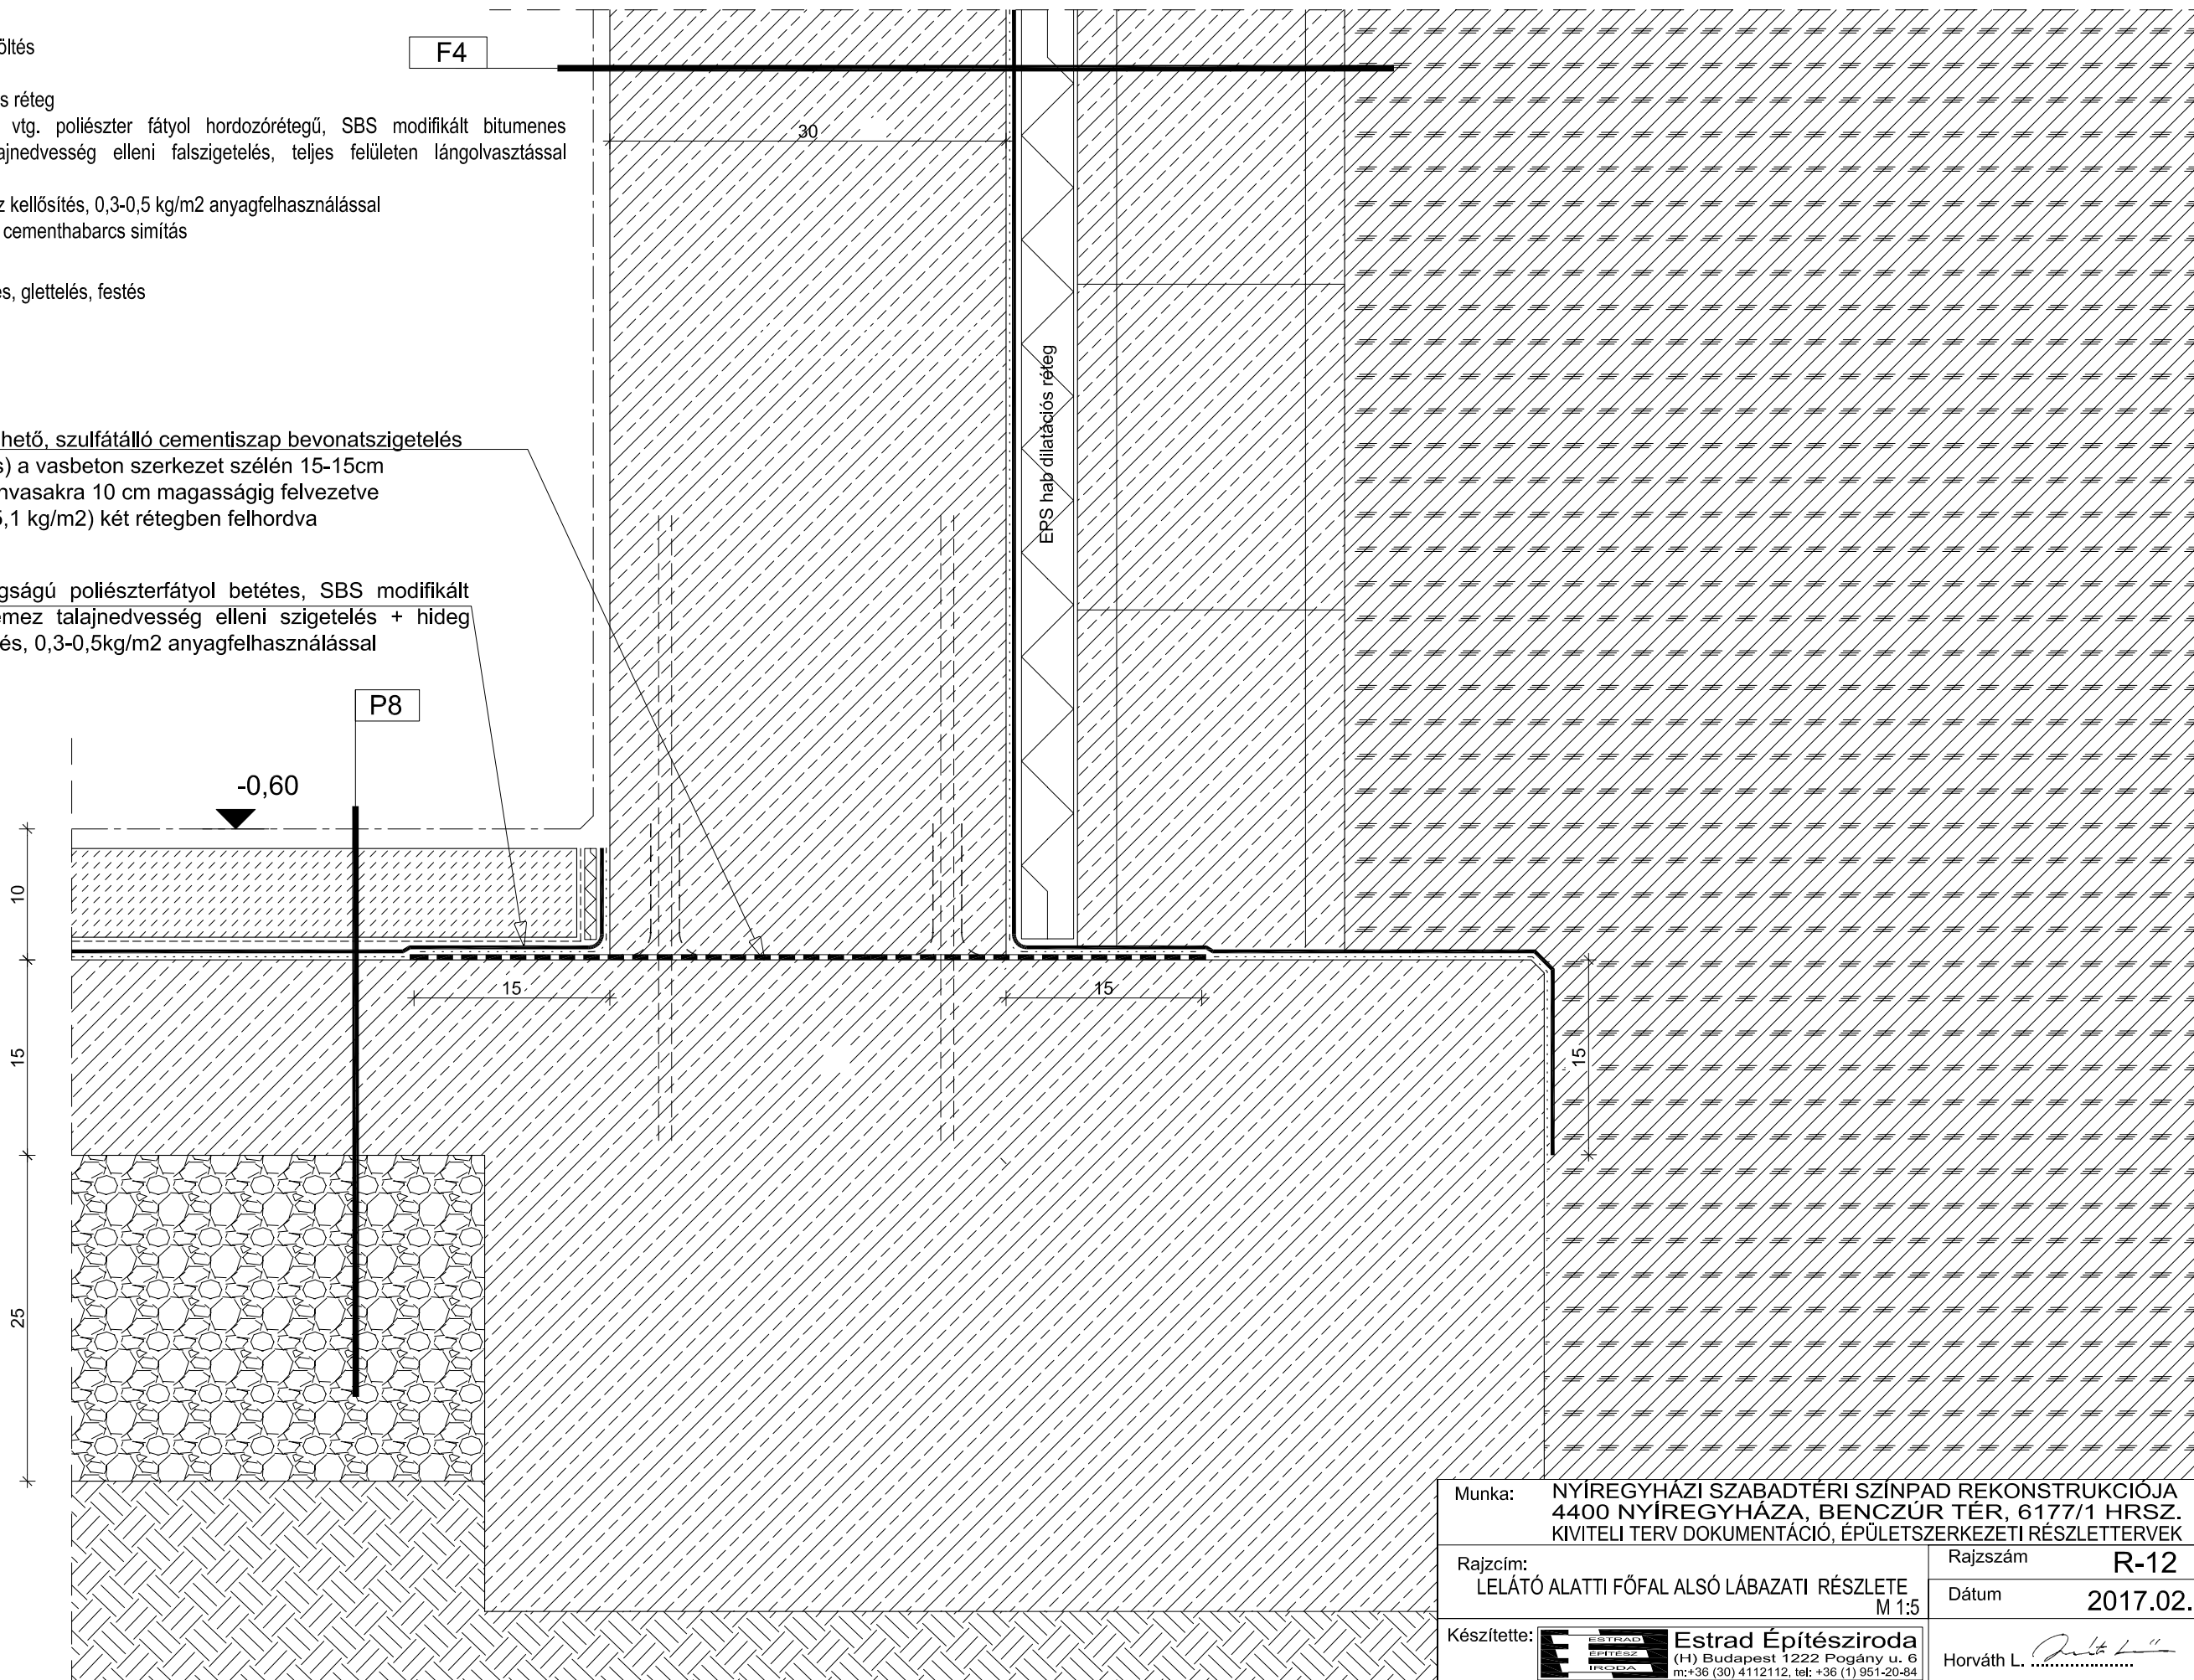 öltés
F4
s réteg
vtg. poliészter fátyol hordozórétegű, SBS modifikált bitumenes
ajnedvesség elleni falszigetelés, teljes felületen lángolvasztással
z kellősítés, 0,3-0,5 kg/m2 anyagfelhasználással
cementhabarcs simítás
es, glettelés, festés
30
EPS hab dilatációs réteg
hető, szulfátálló cementiszap bevonatszigetelés
s) a vasbeton szerkezet szélén 15-15cm
nvasakra 10 cm magasságig felvezetve
5,1 kg/m2) két rétegben felhordva
gságú poliészterfátyol betétes, SBS modifikált
emez talajnedvesség elleni szigetelés + hideg
és, 0,3-0,5kg/m2 anyagfelhasználással
P8
-0,60
10
15
15
15
15
25
Munka: NYÍREGYHÁZI SZABADTÉRI SZÍNPAD REKONSTRUKCIÓJA
4400 NYÍREGYHÁZA, BENCZÚR TÉR, 6177/1 HRSZ.
KIVITELI TERV DOKUMENTÁCIÓ, ÉPÜLETSZERKEZETI RÉSZLETTERVEK
Rajzcím:
LELÁTÓ ALATTI FŐFAL ALSÓ LÁBAZATI RÉSZLETE
M 1:5
Rajzszám R-12
Dátum 2017.02.
Készítette:
ESTRAD
ÉPÍTÉSZ
IRODA
Estrad Építésziroda
(H) Budapest 1222 Pogány u. 6
m:+36 (30) 4112112, tel: +36 (1) 951-20-84
Horváth L.